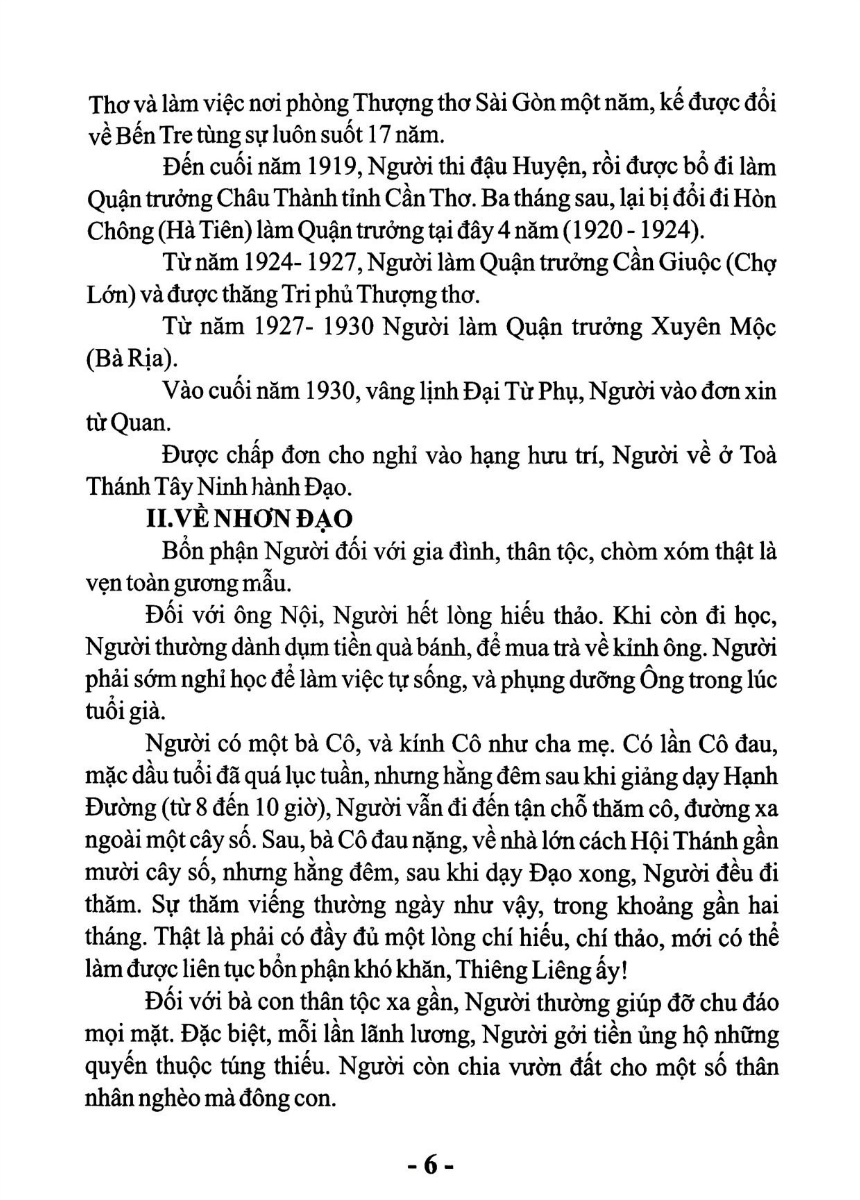 Thơ và làm việc nơi phòng Thượng thơ Sài Gòn một năm, kế được đổi
về Bến Tre tùng sự luôn suốt 17 năm.
Đến cuối năm 1919, Người thi đậu Huyện, rồi được bổ đi làm
Quận trưởng Châu Thành tỉnh Cần Thơ. Ba tháng sau, lại bị đổi đi Hòn
Chông (Hà Tiên) làm Quận trưởng tại đây 4 năm (1920 - 1924).
Từ năm 1924- 1927, Người làm Quận trưởng Cần Giuộc (Chợ
Lớn) và được thăng Tri phủ Thượng thơ.
Từ năm 1927- 1930 Người làm Quận trưởng Xuyên Mộc
(Bà Rịa).
Vào cuối năm 1930, vâng lịnh Đại Từ Phụ, Người vào đơn xin
từ Quan.
Được chấp đơn cho nghỉ vào hạng hưu trí, Người về ở Toà
Thánh Tây Ninh hành Đạo.
II.VỀ NHƠN ĐẠO
Bổn phận Người đối với gia đình, thân tộc, chòm xóm thật là
vẹn toàn gương mẫu.
Đối với ông Nội, Người hết lòng hiếu thảo. Khi còn đi học,
Người thường dành dụm tiền quà bánh, để mua trà về kỉnh ông. Người
phải sớm nghỉ học để làm việc tự sống, và phụng dưỡng Ông trong lúc
tuổi già.
Người có một bà Cô, và kính Cô như cha mẹ. Có lần Cô đau,
mặc dầu tuổi đã quá lục tuần, nhưng hằng đêm sau khi giảng dạy Hạnh
Đường (từ 8 đến 10 giờ), Người vẫn đi đến tận chỗ thăm cô, đường xa
ngoài một cây số. Sau, bà Cô đau nặng, về nhà lớn cách Hội Thánh gần
mười cây số, nhưng hằng đêm, sau khi dạy Đạo xong, Người đều đi
thăm. Sự thăm viếng thường ngày như vậy, trong khoảng gần hai
tháng. Thật là phải có đầy đủ một lòng chí hiếu, chí thảo, mới có thể
làm được liên tục bổn phận khó khăn, Thiêng Liêng ấy!
Đối với bà con thân tộc xa gần, Người thường giúp đỡ chu đáo
mọi mặt. Đặc biệt, mỗi lần lãnh lương, Người gởi tiền ủng hộ những
quyến thuộc túng thiếu. Người còn chia vườn đất cho một số thân
nhân nghèo mà đông con.
- 6 -